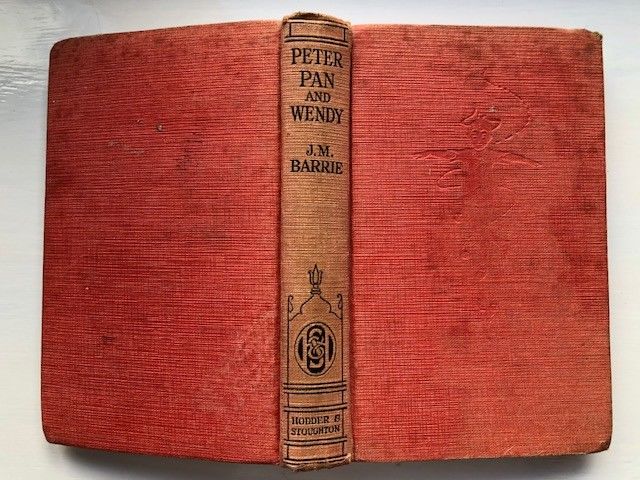 PETER
PAN
AND
WENDY
J.M.
BARRIE
H&S
HODDER &
STOUGHTON